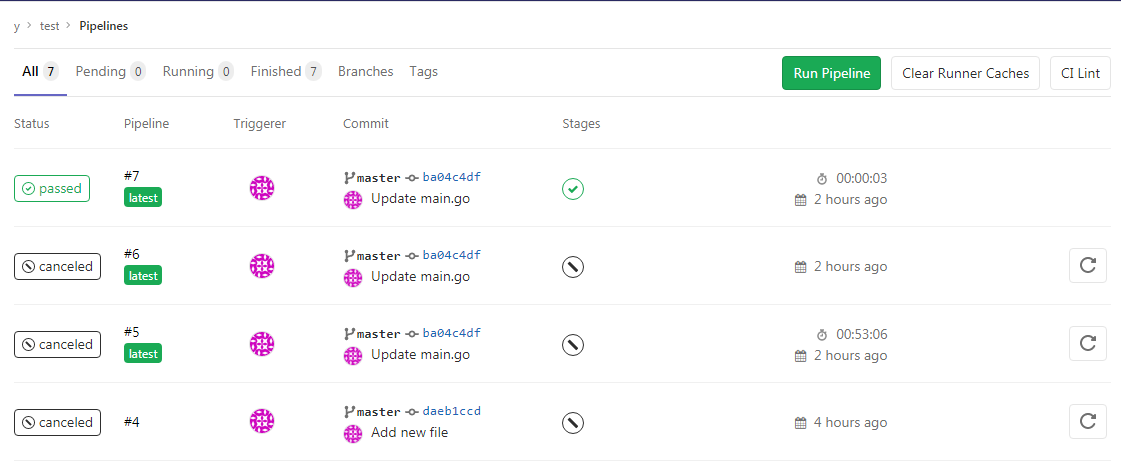 y > test > Pipelines
All 7 Pending 0 Running 0 Finished 7 Branches Tags Run Pipeline Clear Runner Caches CI Lint
Status Pipeline Triggerer Commit Stages
passed #7 latest master ba04c4df 00:00:03
Update main.go 2 hours ago
canceled #6 latest master ba04c4df 2 hours ago
Update main.go
canceled #5 latest master ba04c4df 00:53:06
Update main.go 2 hours ago
canceled #4 master daeb1ccd 4 hours ago
Add new file